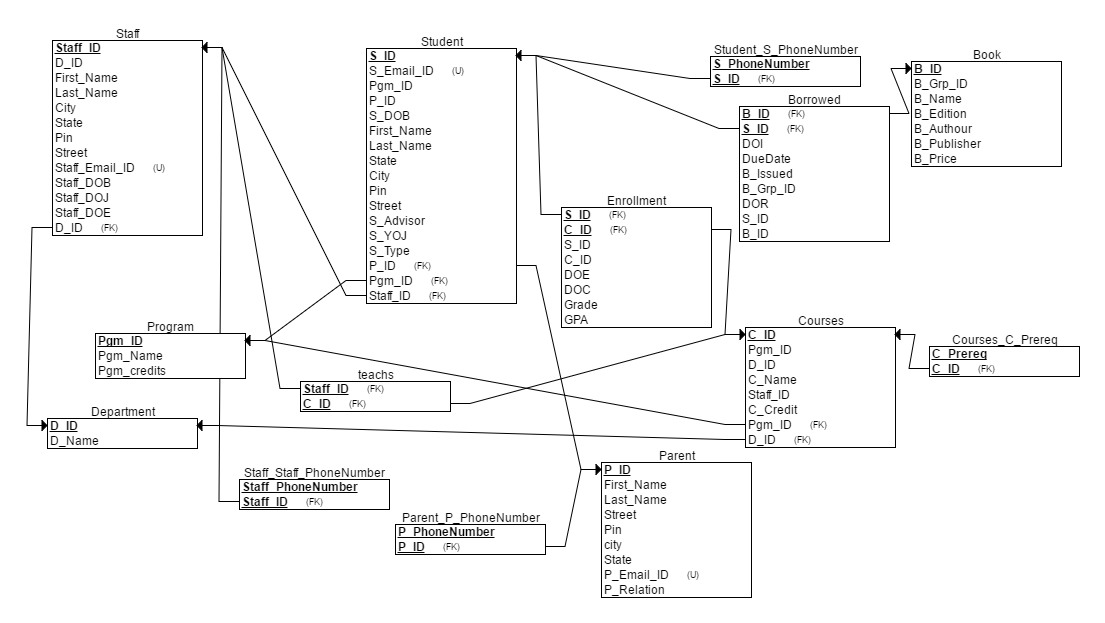 Staff
Staff_ID
D_ID
First_Name
Last_Name
City
State
Pin
Street
Staff_Email_ID (U)
Staff_DOB
Staff_DOJ
Staff_DOE
D_ID (FK)
Student
S_ID
S_Email_ID (U)
Pgm_ID
P_ID
S_DOB
First_Name
Last_Name
State
City
Pin
Street
S_Advisor
S_YOJ
S_Type
P_ID (FK)
Pgm_ID (FK)
Staff_ID (FK)
Student_S_PhoneNumber
S_PhoneNumber
S_ID (FK)
Book
B_ID
B_Grp_ID
B_Name
B_Edition
B_Authour
B_Publisher
B_Price
Borrowed
B_ID (FK)
S_ID (FK)
DOI
DueDate
B_Issued
B_Grp_ID
DOR
S_ID
B_ID
Enrollment
S_ID (FK)
C_ID (FK)
S_ID
C_ID
DOE
DOC
Grade
GPA
Program
Pgm_ID
Pgm_Name
Pgm_credits
Courses
C_ID
Pgm_ID
D_ID
C_Name
Staff_ID
C_Credit
Pgm_ID (FK)
D_ID (FK)
Courses_C_Prereq
C_Prereq
C_ID (FK)
teachs
Staff_ID (FK)
C_ID (FK)
Department
D_ID
D_Name
Staff_Staff_PhoneNumber
Staff_PhoneNumber
Staff_ID (FK)
Parent_P_PhoneNumber
P_PhoneNumber
P_ID (FK)
Parent
P_ID
First_Name
Last_Name
Street
Pin
city
State
P_Email_ID (U)
P_Relation